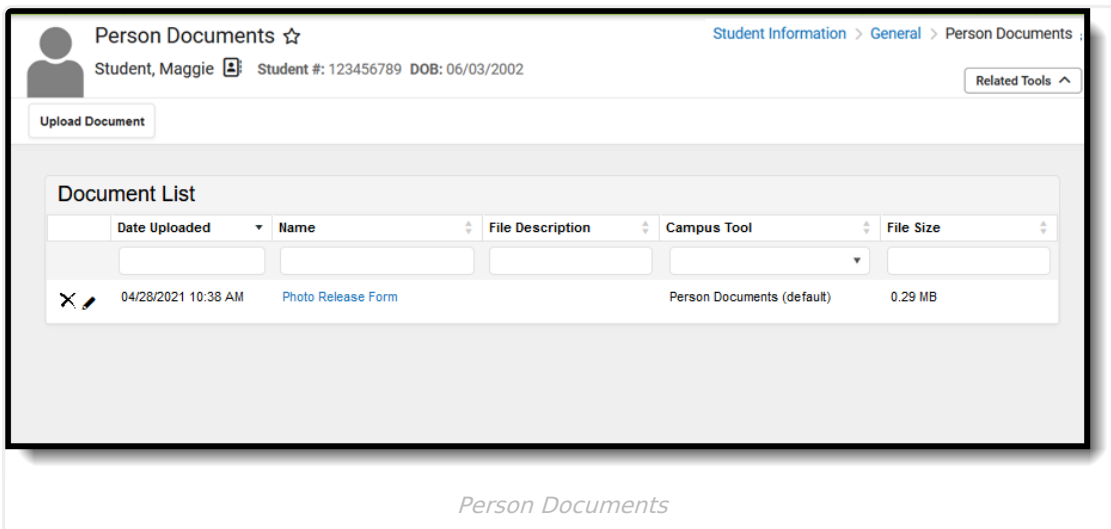 Person Documents
Student Information > General > Person Documents
Student, Maggie Student #: 123456789 DOB: 06/03/2002
Related Tools
Upload Document
Document List
Date Uploaded Name File Description Campus Tool File Size
04/28/2021 10:38 AM Photo Release Form Person Documents (default) 0.29 MB
Person Documents